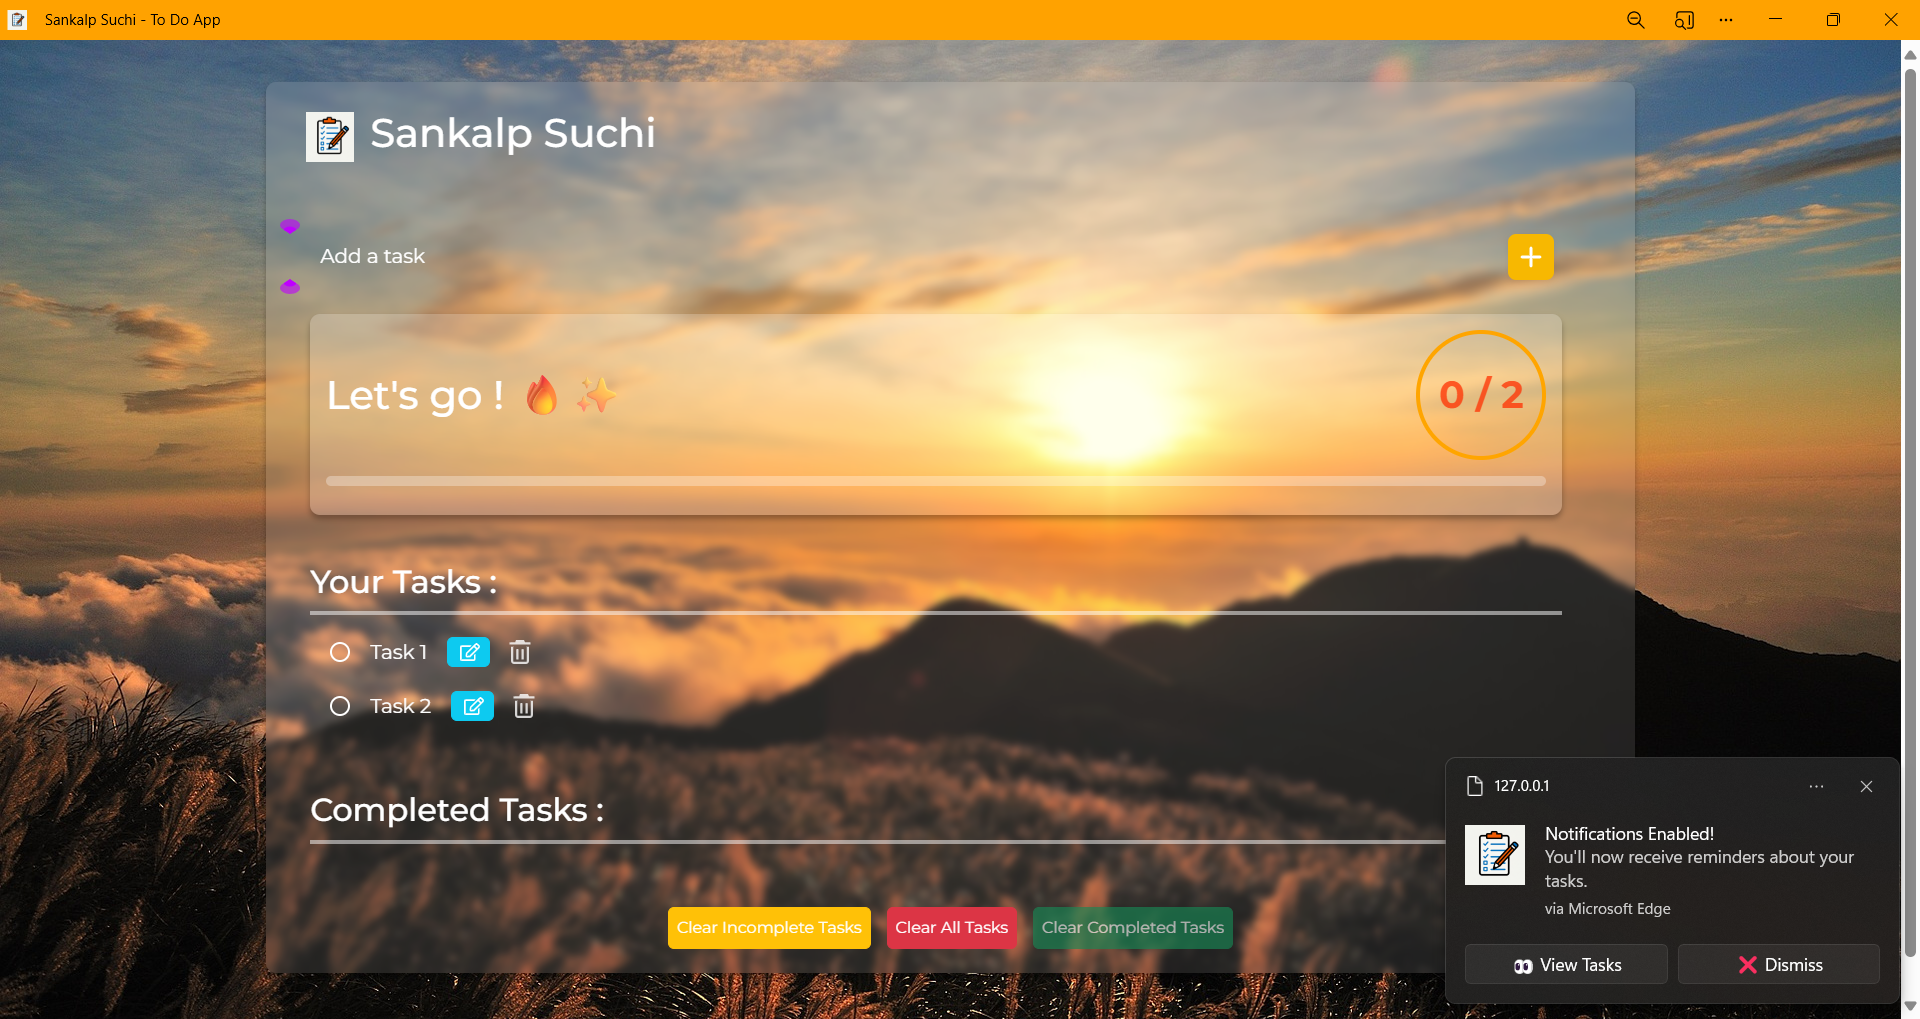 Sankalp Suchi - To Do App
Sankalp Suchi
Add a task
Let's go ! 🔥 ✨
0 / 2
Your Tasks :
Task 1
Task 2
Completed Tasks :
Clear Incomplete Tasks
Clear All Tasks
Clear Completed Tasks
127.0.0.1
Notifications Enabled!
You'll now receive reminders about your
tasks.
via Microsoft Edge
👀 View Tasks
❌ Dismiss